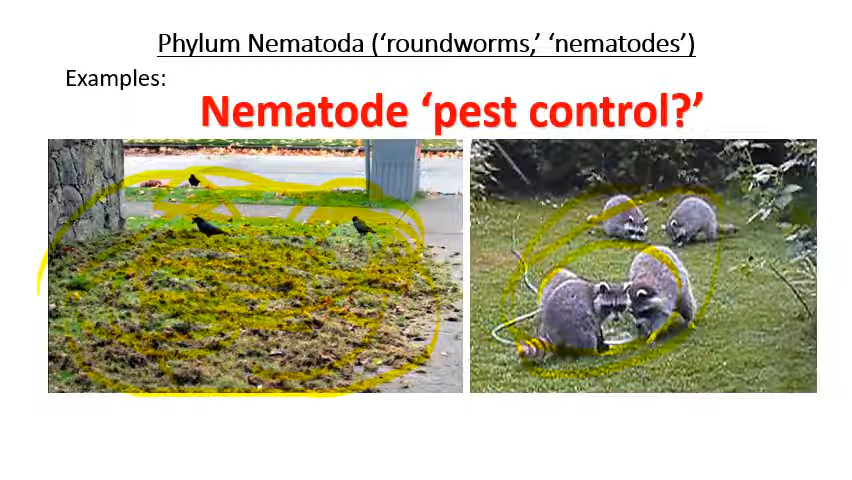 Phylum Nematoda (‘roundworms,’ ‘nematodes’)
Examples:
Nematode ‘pest control?’